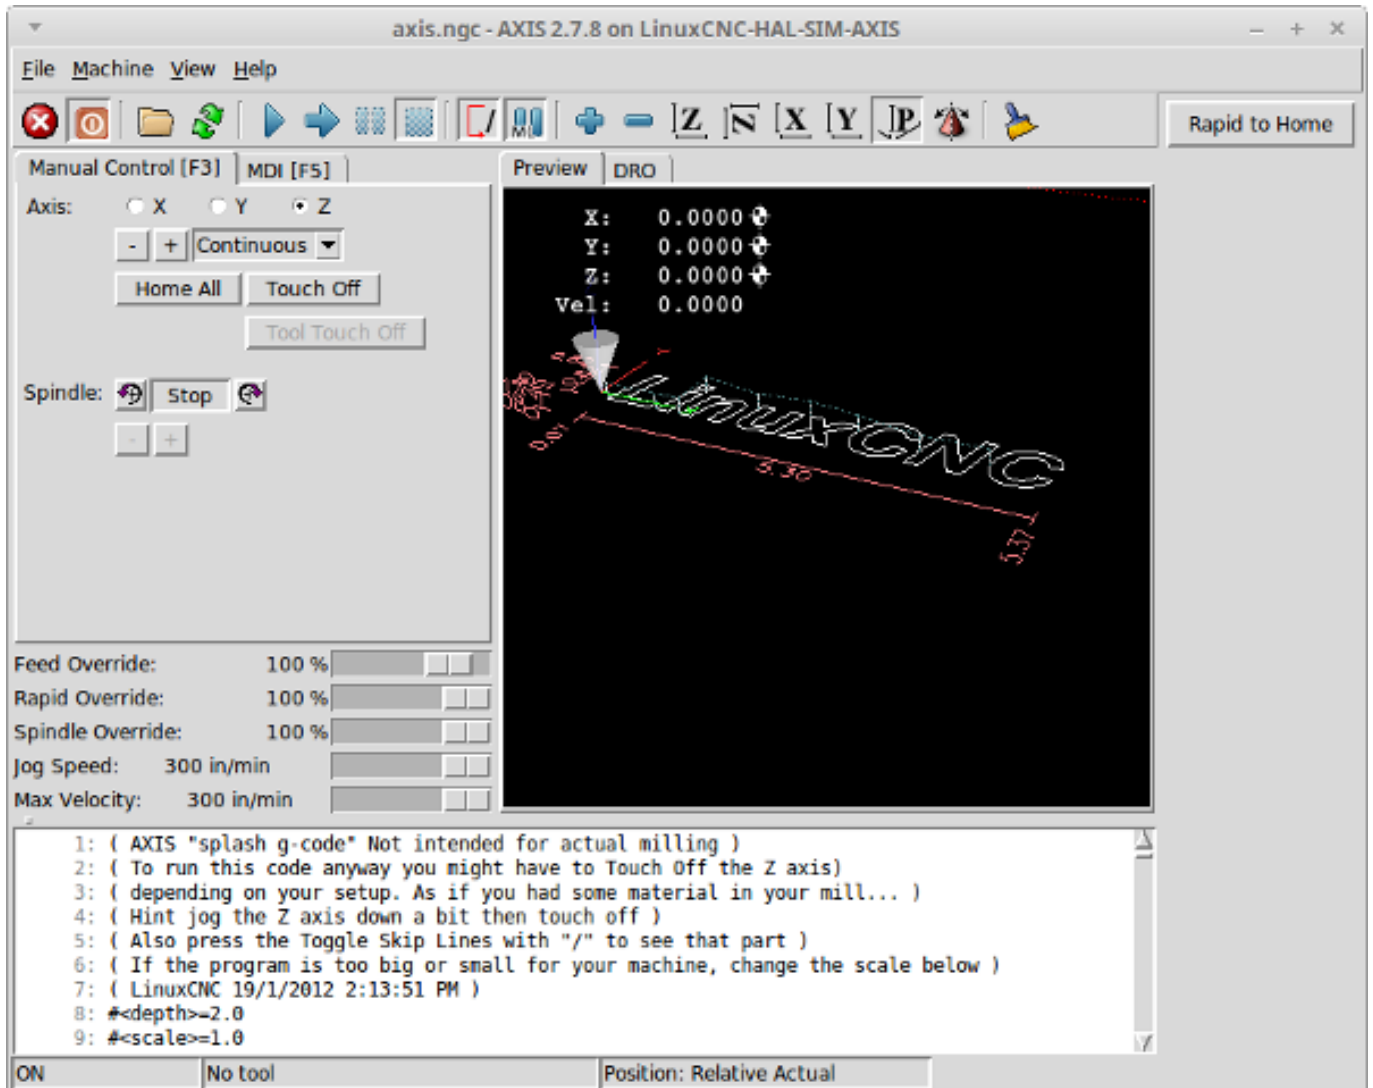 axis.ngc - AXIS 2.7.8 on LinuxCNC-HAL-SIM-AXIS
File Machine View Help
Z N X Y P
Rapid to Home
Manual Control [F3] MDI [F5]
Preview DRO
Axis: X Y Z
- + Continuous
Home All Touch Off
Tool Touch Off
Spindle: Stop
- +
X: 0.0000
Y: 0.0000
Z: 0.0000
Vel: 0.0000
LinuxCNC
5.30
5.37
Feed Override: 100 %
Rapid Override: 100 %
Spindle Override: 100 %
Jog Speed: 300 in/min
Max Velocity: 300 in/min
1: ( AXIS "splash g-code" Not intended for actual milling )
2: ( To run this code anyway you might have to Touch Off the Z axis)
3: ( depending on your setup. As if you had some material in your mill... )
4: ( Hint jog the Z axis down a bit then touch off )
5: ( Also press the Toggle Skip Lines with "/" to see that part )
6: ( If the program is too big or small for your machine, change the scale below )
7: ( LinuxCNC 19/1/2012 2:13:51 PM )
8: #<depth>=2.0
9: #<scale>=1.0
ON No tool Position: Relative Actual